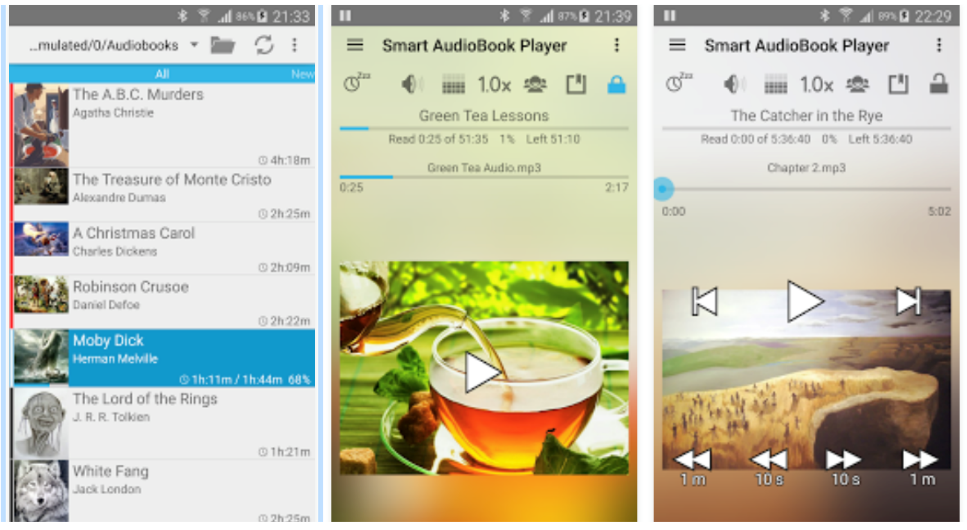 86% 21:33
...mulated/0/Audiobooks
All
New
The A.B.C. Murders
Agatha Christie
4h:18m
The Treasure of Monte Cristo
Alexandre Dumas
2h:25m
A Christmas Carol
Charles Dickens
2h:09m
Robinson Crusoe
Daniel Defoe
2h:22m
Moby Dick
Herman Melville
1h:11m / 1h:44m 68%
The Lord of the Rings
J. R. R. Tolkien
1h:21m
White Fang
Jack London
2h:25m
87% 21:39
Smart AudioBook Player
Zzz
1.0x
Green Tea Lessons
Read 0:25 of 51:35 1% Left 51:10
Green Tea Audio.mp3
0:25
2:17
89% 22:29
Smart AudioBook Player
Zzz
1.0x
The Catcher in the Rye
Read 0:00 of 5:36:40 0% Left 5:36:40
Chapter 2.mp3
0:00
5:02
1 m
10 s
10 s
1 m